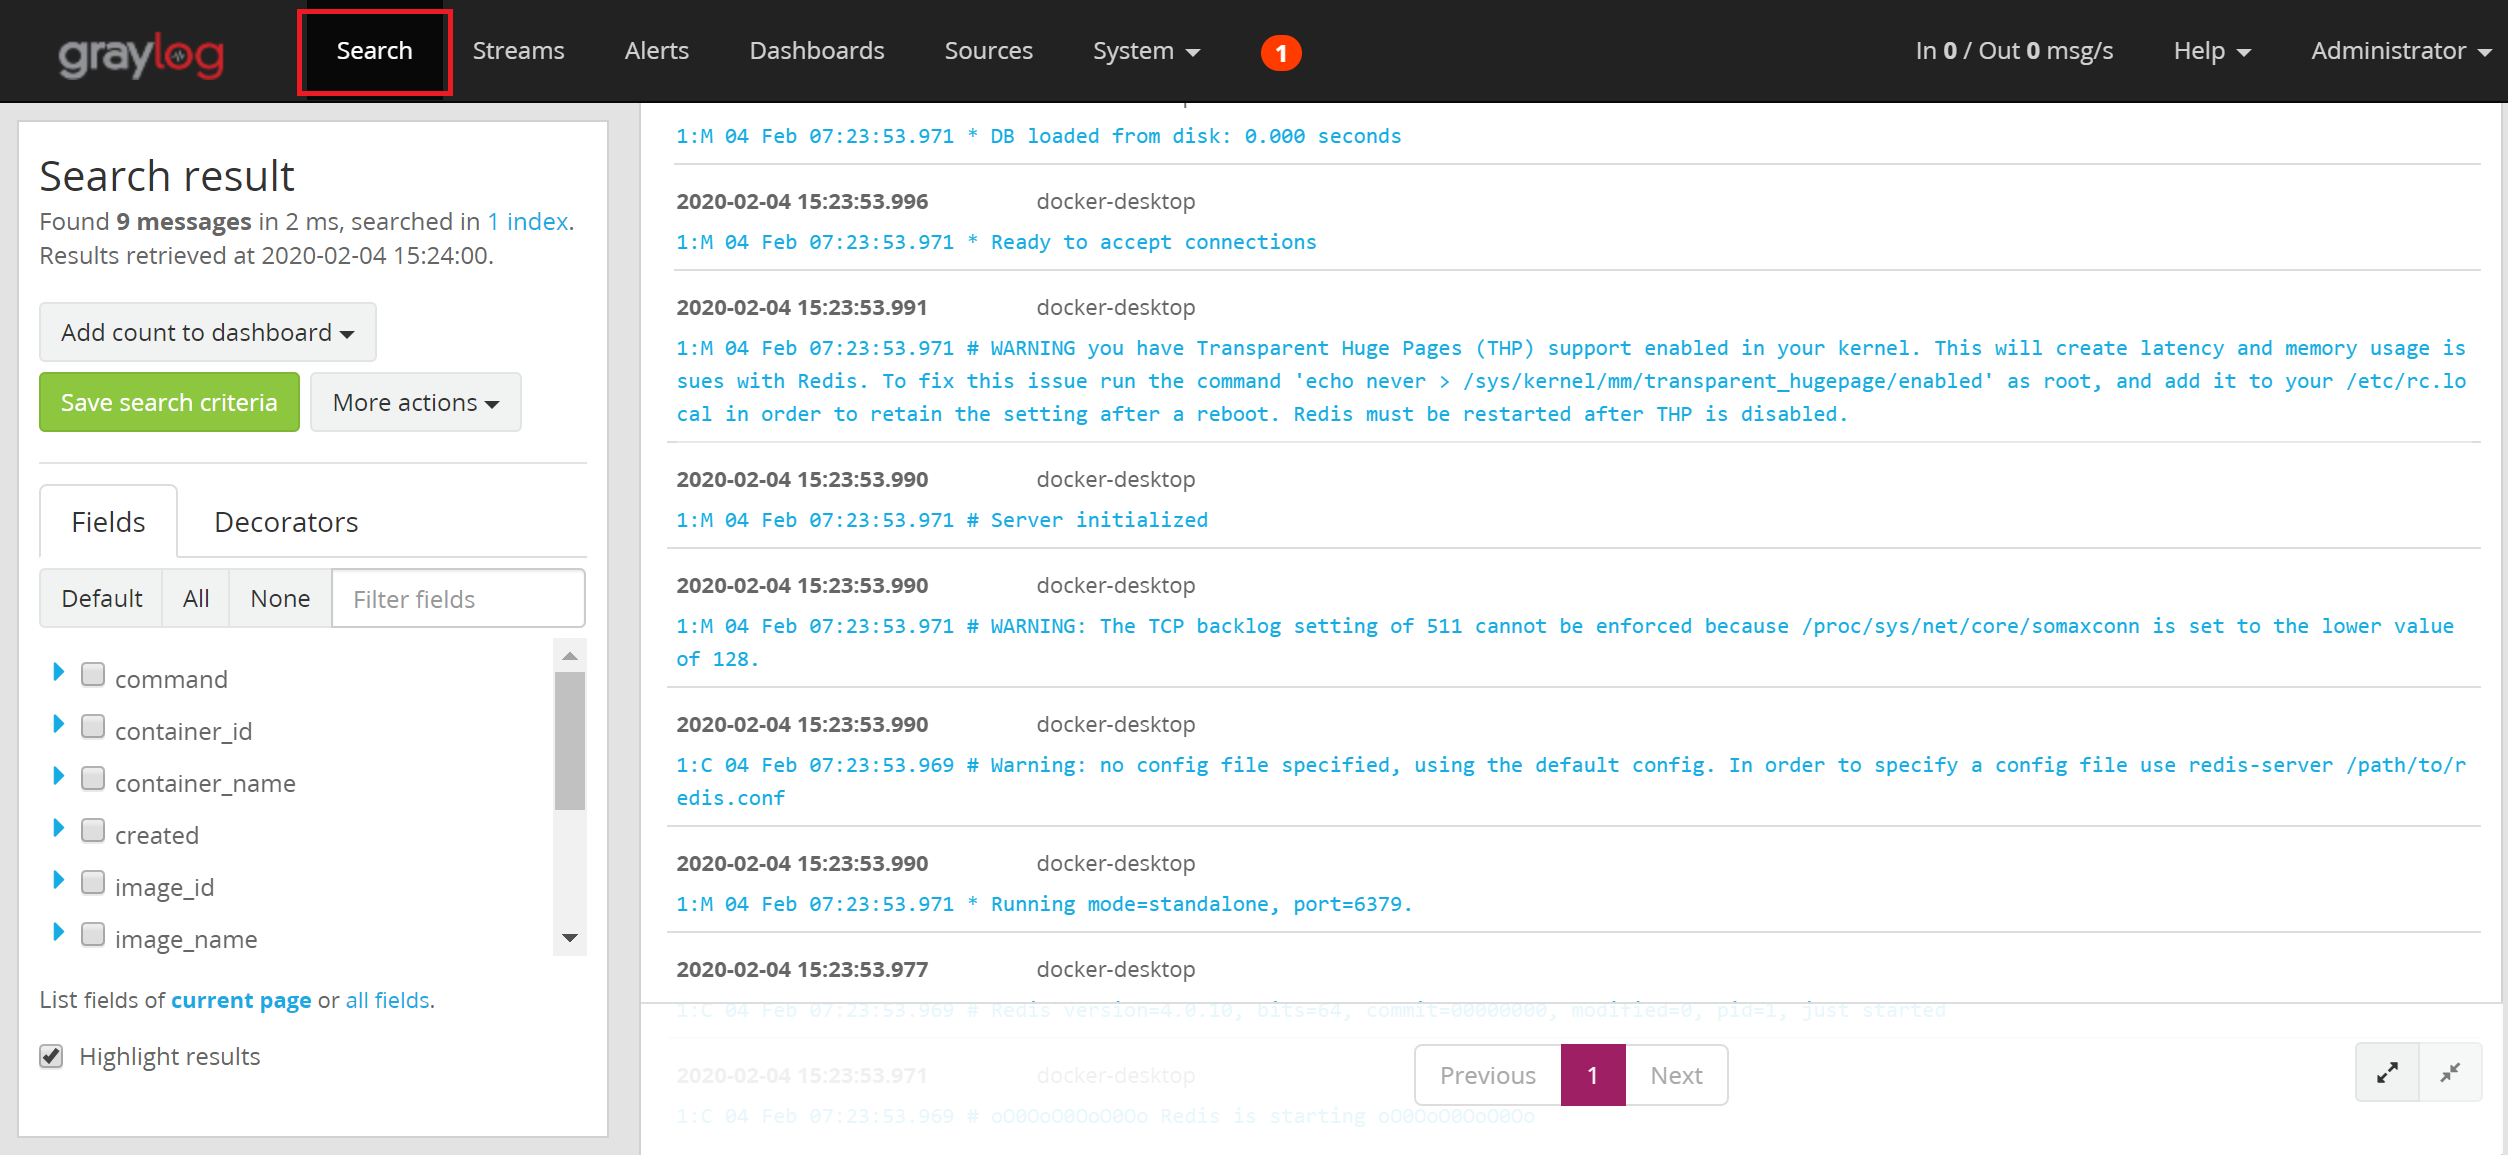 graylog
Search
Streams
Alerts
Dashboards
Sources
System
1
In 0 / Out 0 msg/s
Help
Administrator
Search result
Found 9 messages in 2 ms, searched in 1 index.
Results retrieved at 2020-02-04 15:24:00.
Add count to dashboard
Save search criteria
More actions
Fields
Decorators
Default
All
None
Filter fields
command
container_id
container_name
created
image_id
image_name
List fields of current page or all fields.
Highlight results
1:M 04 Feb 07:23:53.971 * DB loaded from disk: 0.000 seconds
2020-02-04 15:23:53.996 docker-desktop
1:M 04 Feb 07:23:53.971 * Ready to accept connections
2020-02-04 15:23:53.991 docker-desktop
1:M 04 Feb 07:23:53.971 # WARNING you have Transparent Huge Pages (THP) support enabled in your kernel. This will create latency and memory usage is
sues with Redis. To fix this issue run the command 'echo never > /sys/kernel/mm/transparent_hugepage/enabled' as root, and add it to your /etc/rc.lo
cal in order to retain the setting after a reboot. Redis must be restarted after THP is disabled.
2020-02-04 15:23:53.990 docker-desktop
1:M 04 Feb 07:23:53.971 # Server initialized
2020-02-04 15:23:53.990 docker-desktop
1:M 04 Feb 07:23:53.971 # WARNING: The TCP backlog setting of 511 cannot be enforced because /proc/sys/net/core/somaxconn is set to the lower value
of 128.
2020-02-04 15:23:53.990 docker-desktop
1:C 04 Feb 07:23:53.969 # Warning: no config file specified, using the default config. In order to specify a config file use redis-server /path/to/r
edis.conf
2020-02-04 15:23:53.990 docker-desktop
1:M 04 Feb 07:23:53.971 * Running mode=standalone, port=6379.
2020-02-04 15:23:53.977 docker-desktop
1:C 04 Feb 07:23:53.969 # Redis version=4.0.10, bits=64, commit=00000000, modified=0, pid=1, just started
2020-02-04 15:23:53.971 docker-desktop
1:C 04 Feb 07:23:53.969 # oO0OoO0OoO0Oo Redis is starting oO0OoO0OoO0Oo
Previous
1
Next